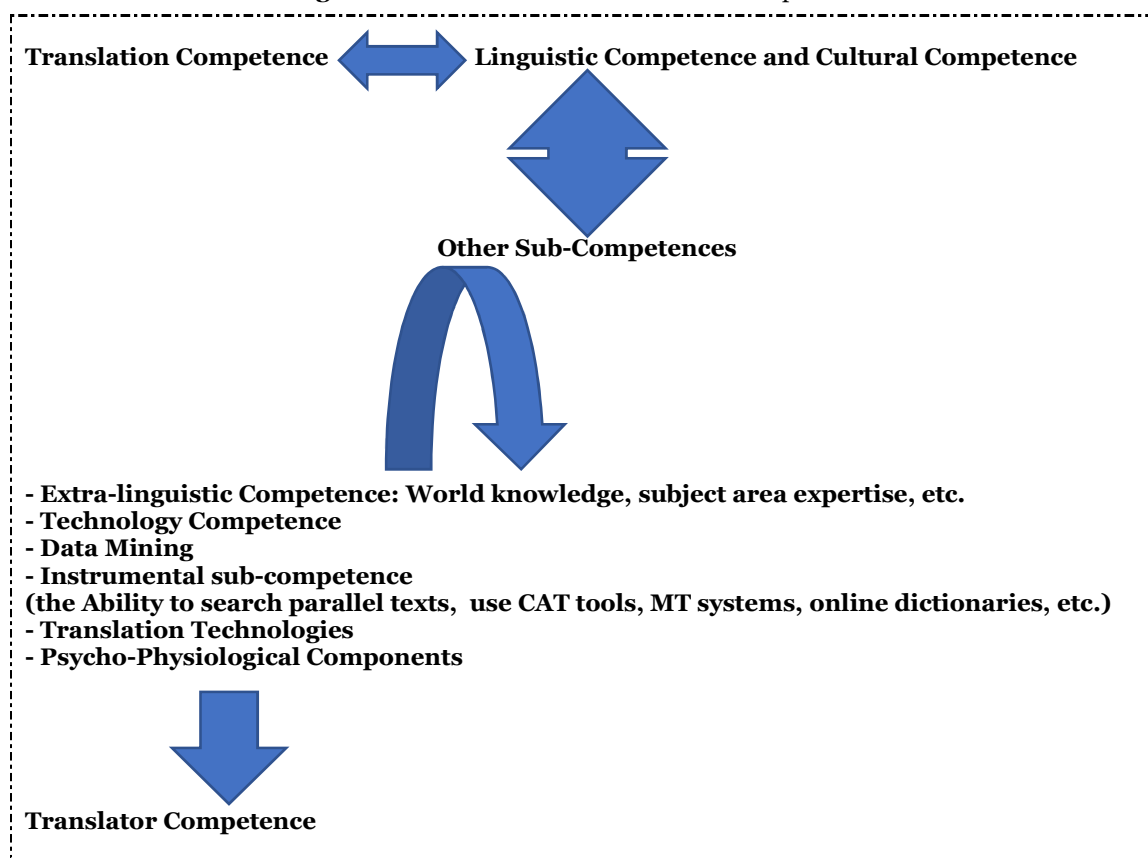 Translation Competence Linguistic Competence and Cultural Competence
Other Sub-Competences
- Extra-linguistic Competence: World knowledge, subject area expertise, etc.
- Technology Competence
- Data Mining
- Instrumental sub-competence
(the Ability to search parallel texts, use CAT tools, MT systems, online dictionaries, etc.)
- Translation Technologies
- Psycho-Physiological Components
Translator Competence